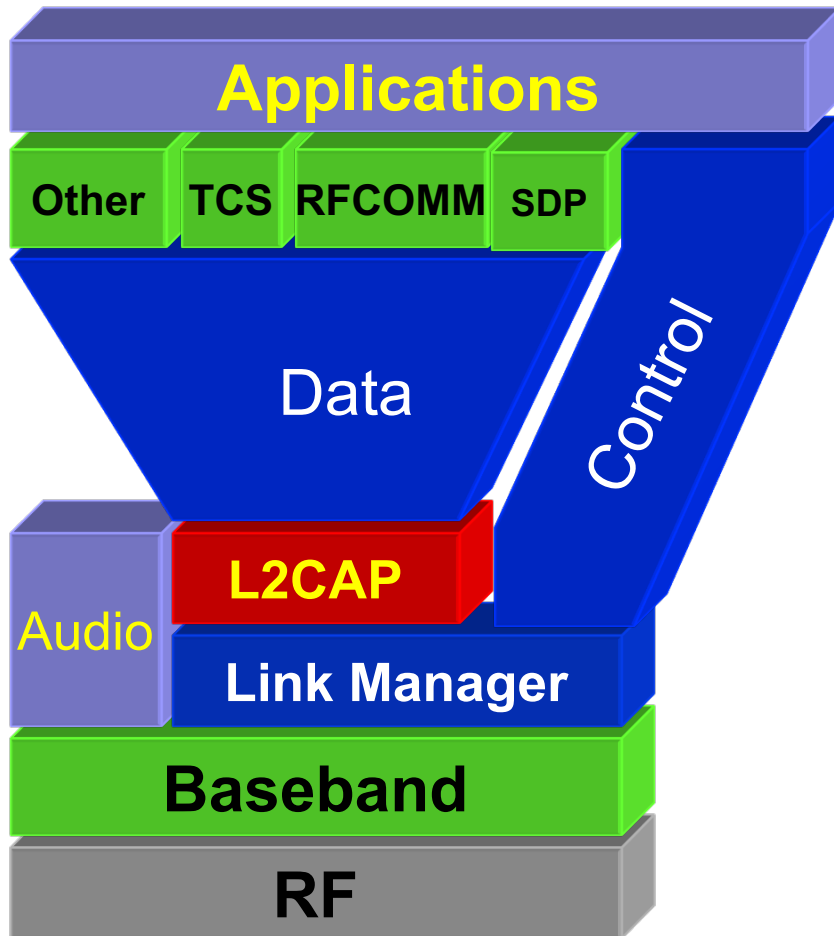 Applications
Other TCS RFCOMM SDP
Data
Control
L2CAP
Audio
Link Manager
Baseband
RF